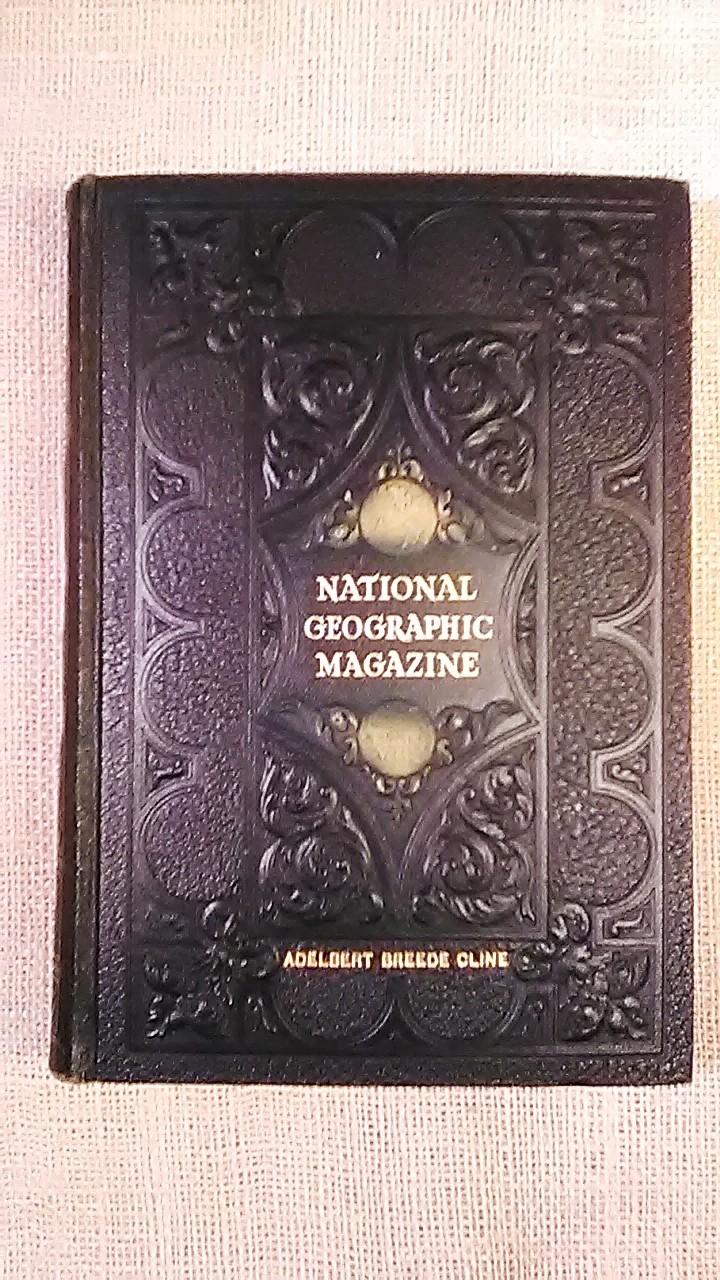 NATIONAL
GEOGRAPHIC
MAGAZINE
ADELBERT BREEDE CLINE